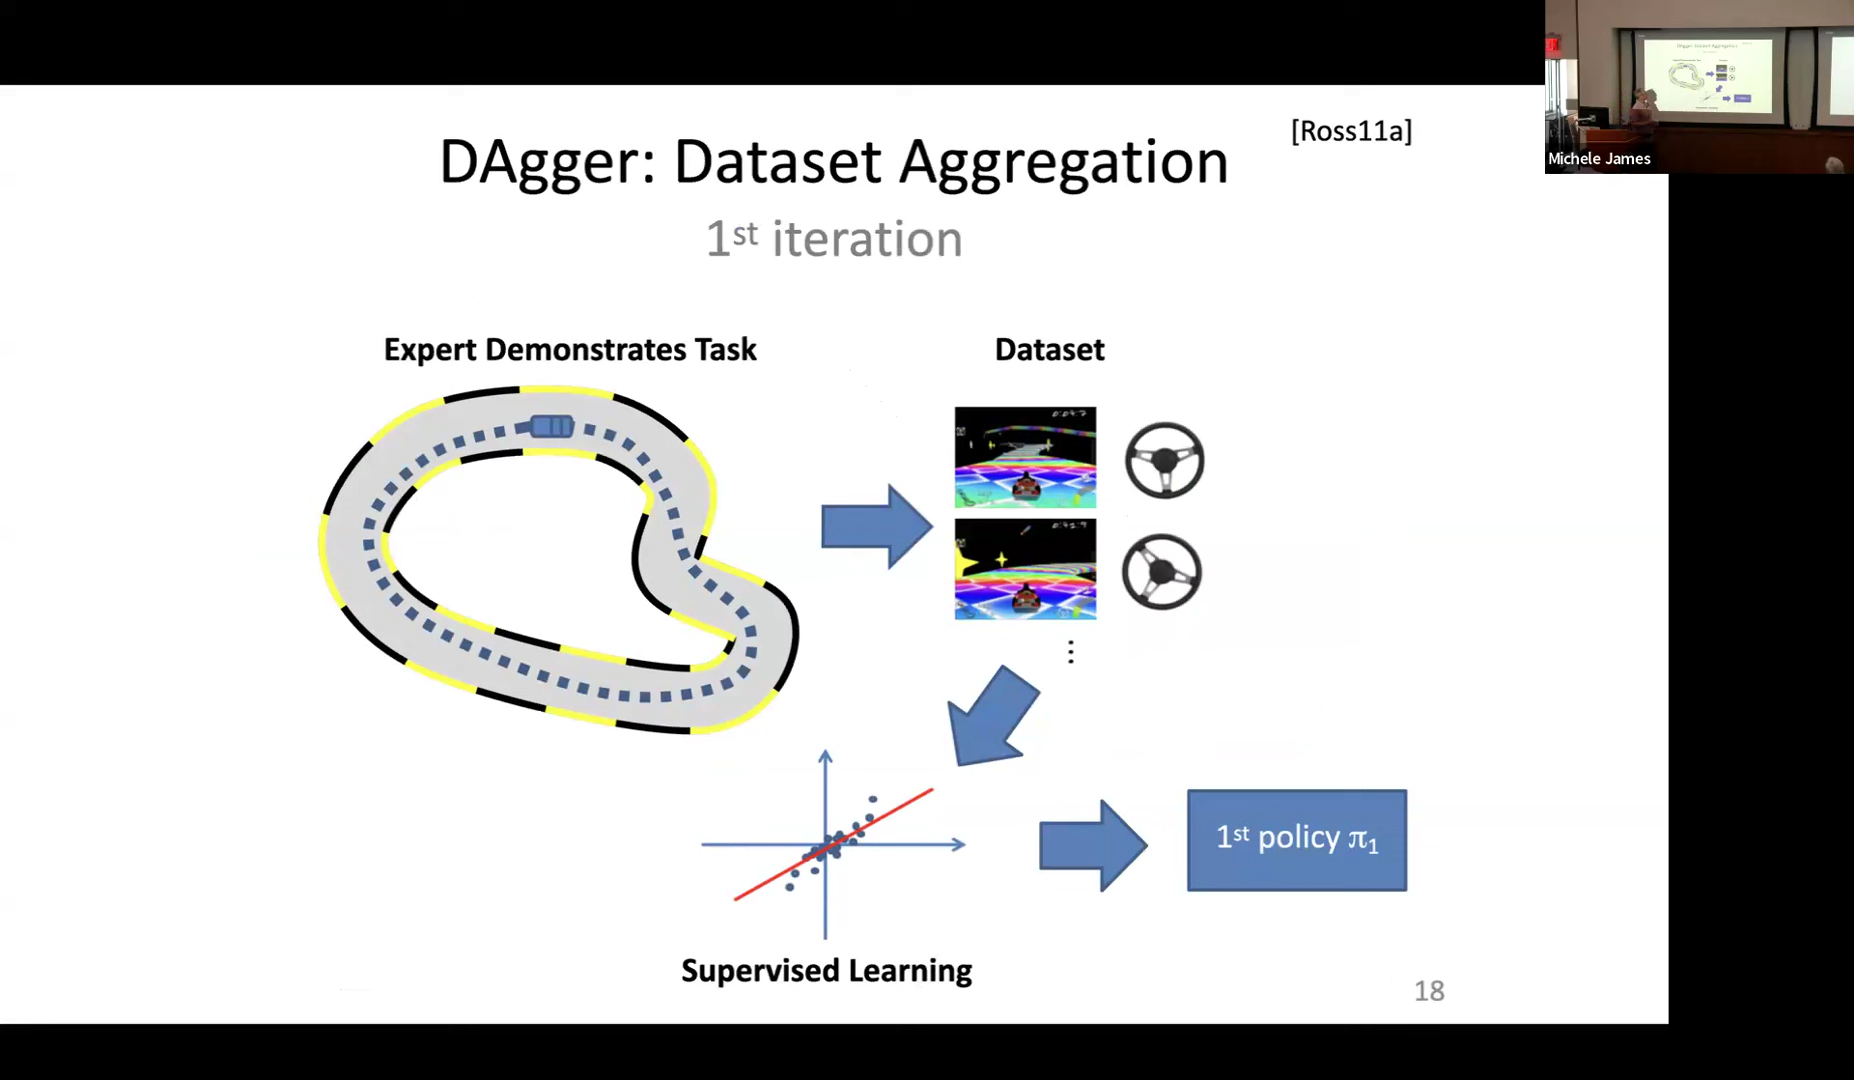 [Ross11a]
DAgger: Dataset Aggregation
1st iteration
Michele James
Expert Demonstrates Task
Dataset
1st policy π1
Supervised Learning
18